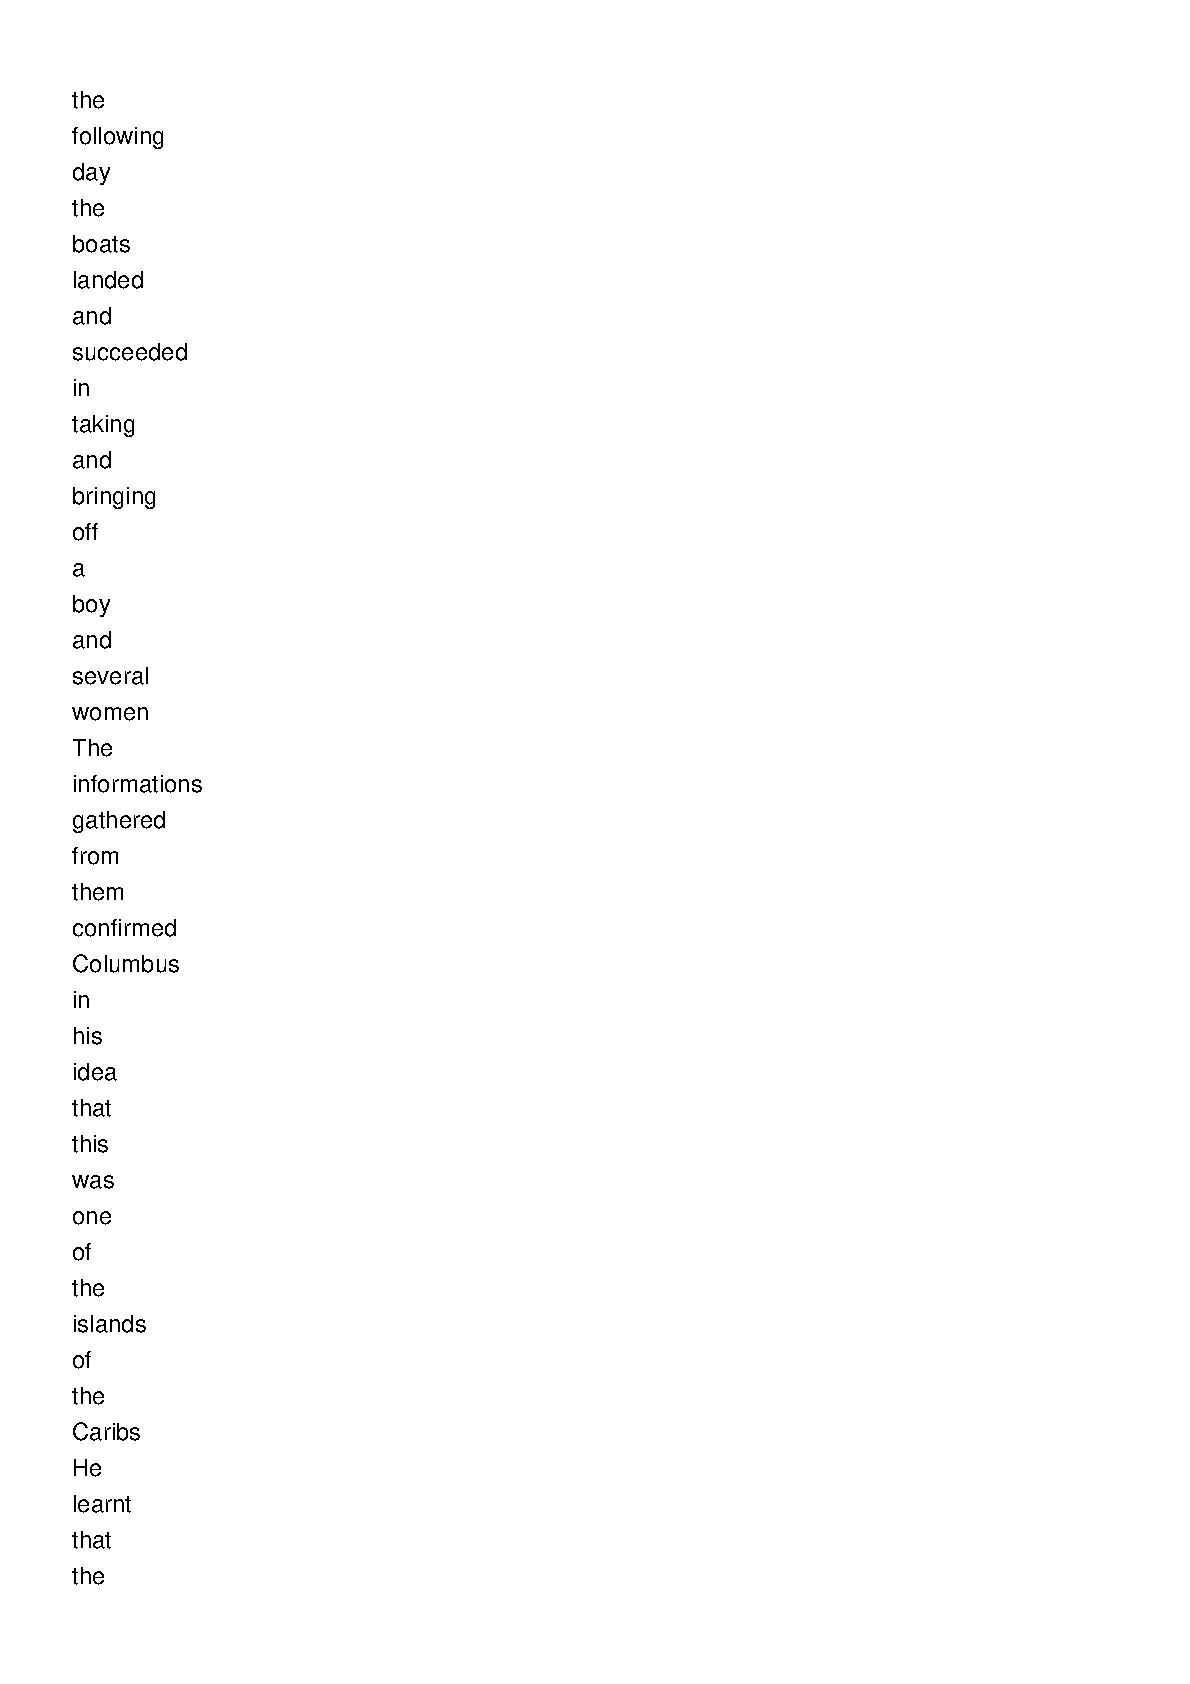 the
following
day
the
boats
landed
and
succeeded
in
taking
and
bringing
off
a
boy
and
several
women
The
informations
gathered
from
them
confirmed
Columbus
in
his
idea
that
this
was
one
of
the
islands
of
the
Caribs
He
learnt
that
the